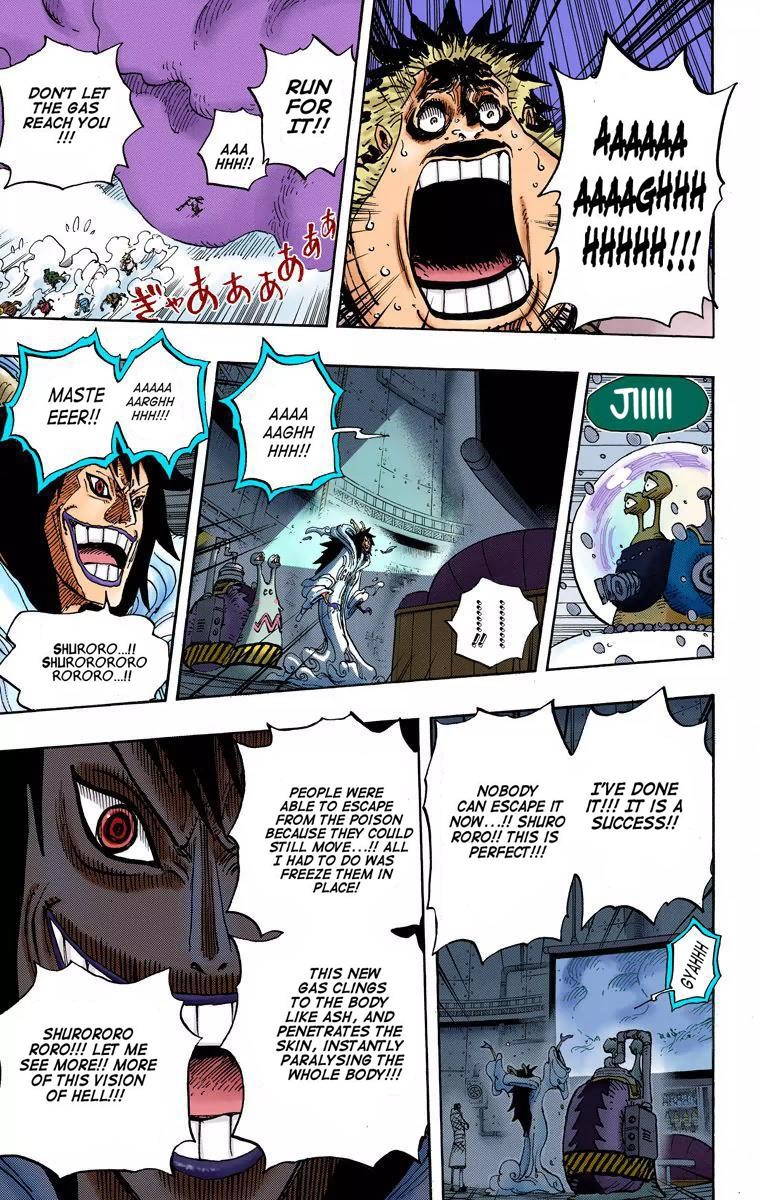 AAAAAA
AAAAGHHH
HHHHH!!!
RUN
FOR
IT!!
AAA
HHH!!
DON'T LET
THE GAS
REACH YOU
!!!
ぎゃあああああ
JIIIII
!!
AAAA
AAGHH
HHH!!
AAAAA
AARGHH
HHH!!!
MASTE
EEER!!
SHURORO...!!
SHURORORORO
RORORO...!!
I'VE DONE
IT!!! IT IS A
SUCCESS!!
NOBODY
CAN ESCAPE IT
NOW...!! SHURO
RORO!! THIS IS
PERFECT!!!
GYAHHH
PEOPLE WERE
ABLE TO ESCAPE
FROM THE POISON
BECAUSE THEY COULD
STILL MOVE...!! ALL
I HAD TO DO WAS
FREEZE THEM IN
PLACE!
THIS NEW
GAS CLINGS
TO THE BODY
LIKE ASH, AND
PENETRATES THE
SKIN, INSTANTLY
PARALYSING THE
WHOLE BODY!!!
SHURORORO
RORO!!! LET ME
SEE MORE!! MORE
OF THIS VISION
OF HELL!!!